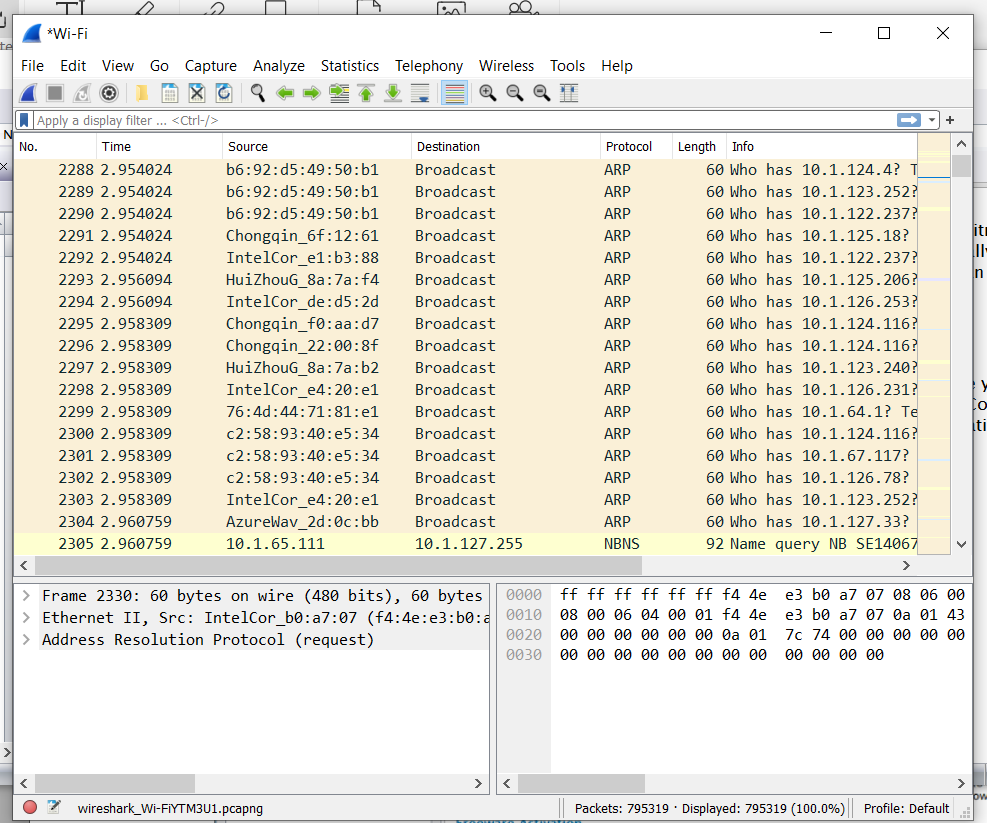 *Wi-Fi
File Edit View Go Capture Analyze Statistics Telephony Wireless Tools Help
Apply a display filter ... <Ctrl-/>
No. Time Source Destination Protocol Length Info
2288 2.954024 b6:92:d5:49:50:b1 Broadcast ARP 60 Who has 10.1.124.4? T
2289 2.954024 b6:92:d5:49:50:b1 Broadcast ARP 60 Who has 10.1.123.252?
2290 2.954024 b6:92:d5:49:50:b1 Broadcast ARP 60 Who has 10.1.122.237?
2291 2.954024 Chongqin_6f:12:61 Broadcast ARP 60 Who has 10.1.125.18?
2292 2.954024 IntelCor_e1:b3:88 Broadcast ARP 60 Who has 10.1.122.237?
2293 2.956094 HuiZhouG_8a:7a:f4 Broadcast ARP 60 Who has 10.1.125.206?
2294 2.956094 IntelCor_de:d5:2d Broadcast ARP 60 Who has 10.1.126.253?
2295 2.958309 Chongqin_f0:aa:d7 Broadcast ARP 60 Who has 10.1.124.116?
2296 2.958309 Chongqin_22:00:8f Broadcast ARP 60 Who has 10.1.124.116?
2297 2.958309 HuiZhouG_8a:7a:b2 Broadcast ARP 60 Who has 10.1.123.240?
2298 2.958309 IntelCor_e4:20:e1 Broadcast ARP 60 Who has 10.1.126.231?
2299 2.958309 76:4d:44:71:81:e1 Broadcast ARP 60 Who has 10.1.64.1? Te
2300 2.958309 c2:58:93:40:e5:34 Broadcast ARP 60 Who has 10.1.124.116?
2301 2.958309 c2:58:93:40:e5:34 Broadcast ARP 60 Who has 10.1.67.117?
2302 2.958309 c2:58:93:40:e5:34 Broadcast ARP 60 Who has 10.1.126.78?
2303 2.958309 IntelCor_e4:20:e1 Broadcast ARP 60 Who has 10.1.123.252?
2304 2.960759 AzureWav_2d:0c:bb Broadcast ARP 60 Who has 10.1.127.33?
2305 2.960759 10.1.65.111 10.1.127.255 NBNS 92 Name query NB SE14067
Frame 2330: 60 bytes on wire (480 bits), 60 bytes
Ethernet II, Src: IntelCor_b0:a7:07 (f4:4e:e3:b0:a
Address Resolution Protocol (request)
0000 ff ff ff ff ff ff f4 4e e3 b0 a7 07 08 06 00
0010 08 00 06 04 00 01 f4 4e e3 b0 a7 07 0a 01 43
0020 00 00 00 00 00 00 0a 01 7c 74 00 00 00 00 00
0030 00 00 00 00 00 00 00 00 00 00 00 00
wireshark_Wi-FiYTM3U1.pcapng
Packets: 795319 · Displayed: 795319 (100.0%)
Profile: Default